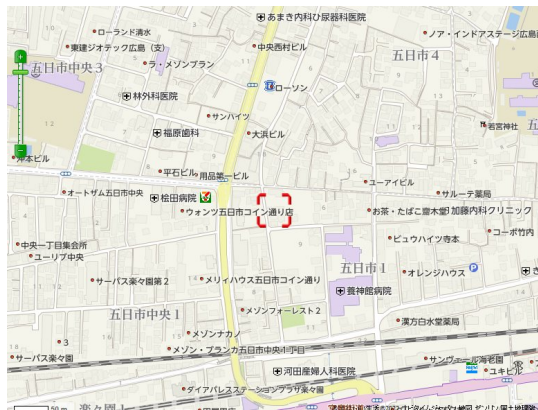 あまき内科ひ尿器科医院
ローランド清水
ノア・インドアステージ広島
東建ジオテック広島（支）
中央西村ビル
五日市4
ラ・メゾンブラン
五日市中央3
ローソン
林外科医院
サンハイツ
若宮神社
福原歯科
大浜ビル
平石ビル
用品第一ビル
ユーアイビル
オートザム五日市中央
桧田病院
サルーテ薬局
ウォンツ五日市コイン通り店
お茶・たばこ富木堂
加藤内科クリニック
コーポ竹内
中央一丁目集会所
ビュウハイツ寺本
ユーリブ中央
五日市1
サーパス楽々園第2
メリィハウス五日市コイン通り
オレンジハウス
P
養神館病院
五日市中央1
メゾンフォーレスト2
漢方白水堂薬局
メゾンナカノ
3
メゾン・ブランカ五日市中央1丁目
サーパス楽々園
サンヴェール海老園
河田産婦人科医院
ユキビル
ダイアパレスステーションプラザ楽々園
50m